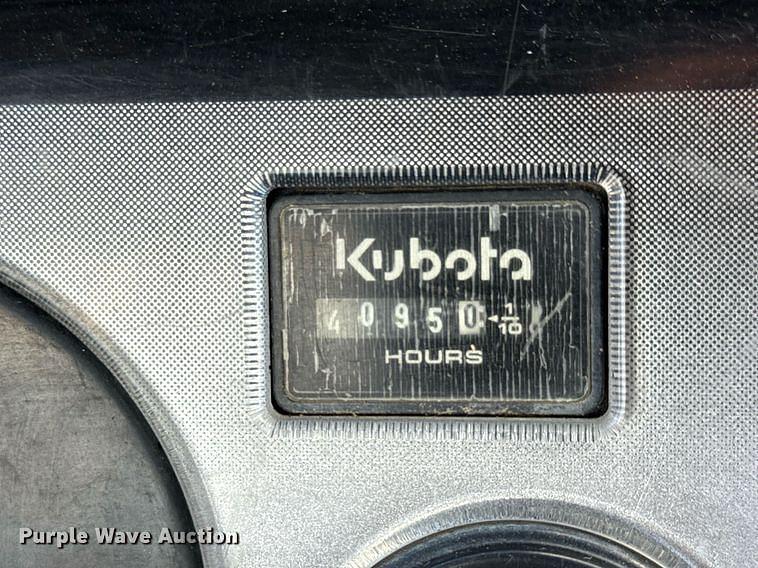 Kubota
40950 ◄1/10
HOURS
Purple Wave Auction